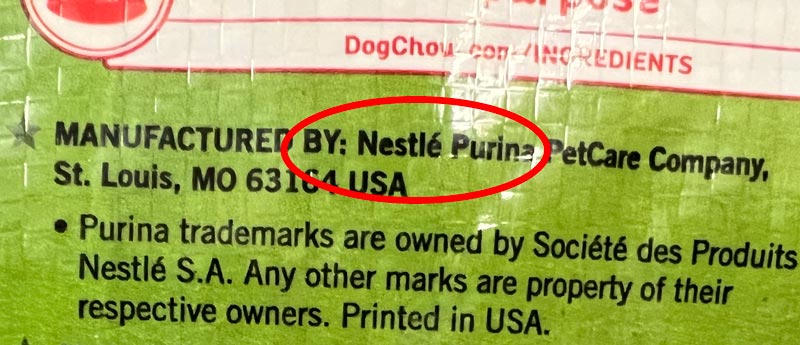 DogChow.com/INGREDIENTS
MANUFACTURED BY: Nestlé Purina PetCare Company,
St. Louis, MO 63164 USA
• Purina trademarks are owned by Société des Produits
Nestlé S.A. Any other marks are property of their
respective owners. Printed in USA.